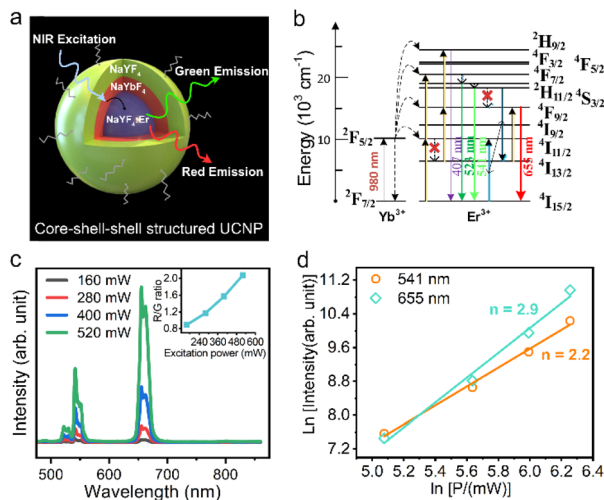 a
NIR Excitation
NaYF₄
NaYbF₄
NaYF₄:Er
Green Emission
Red Emission
Core-shell-shell structured UCNP
b
Energy (10³ cm⁻¹)
30
20
10
0
²F₅/₂
²F₇/₂
980 nm
407 nm
523 nm
541 nm
655 nm
²H₉/₂
⁴F₃/₂ ⁴F₅/₂
⁴F₇/₂
²H₁₁/₂ ⁴S₃/₂
⁴F₉/₂
⁴I₉/₂
⁴I₁₁/₂
⁴I₁₃/₂
⁴I₁₅/₂
Yb³⁺ Er³⁺
c
Intensity (arb. unit)
160 mW
280 mW
400 mW
520 mW
R/G ratio
2.0
1.6
1.2
0.8
240 360 480 600
Excitation power (mW)
500 600 700 800
Wavelength (nm)
d
Ln [Intensity(arb. unit)]
11.2
10.4
9.6
8.8
8.0
7.2
541 nm
655 nm
n = 2.9
n = 2.2
5.0 5.2 5.4 5.6 5.8 6.0 6.2 6.4
ln [P/(mW)]